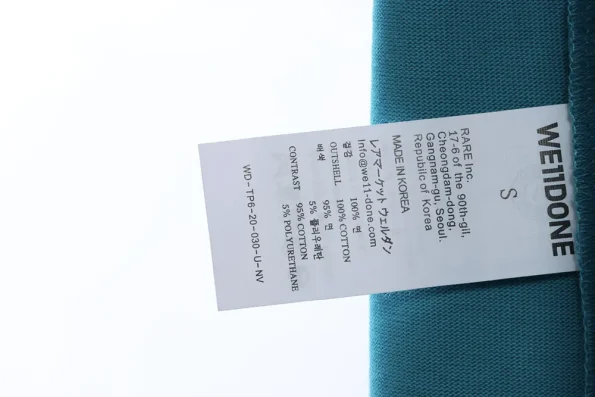 WE11DONE
S
RARE Inc.
17-6 of the 90th-gil,
Cheongdam-dong,
Gangnam-gu, Seoul.
Republic of Korea
MADE IN KOREA
レアマーケット ウェルダン
Info@we11-done.com
겉감 100% 면
OUTSHELL 100% COTTON
배색 95% 면
5% 폴리우레탄
CONTRAST 95% COTTON
5% POLYURETHANE
WD-TP6-20-030-U-NV